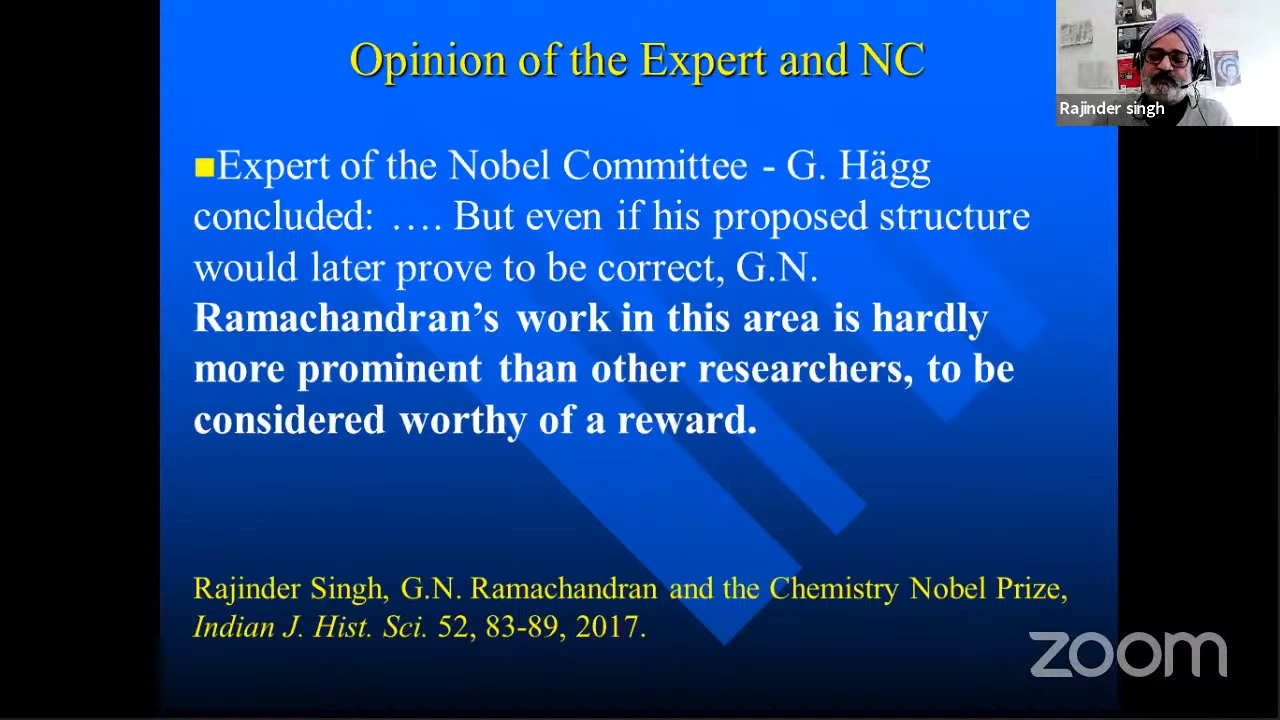 Opinion of the Expert and NC
Rajinder singh
■Expert of the Nobel Committee - G. Hägg
concluded: …. But even if his proposed structure
would later prove to be correct, G.N.
Ramachandran’s work in this area is hardly
more prominent than other researchers, to be
considered worthy of a reward.
Rajinder Singh, G.N. Ramachandran and the Chemistry Nobel Prize,
Indian J. Hist. Sci. 52, 83-89, 2017.
zoom